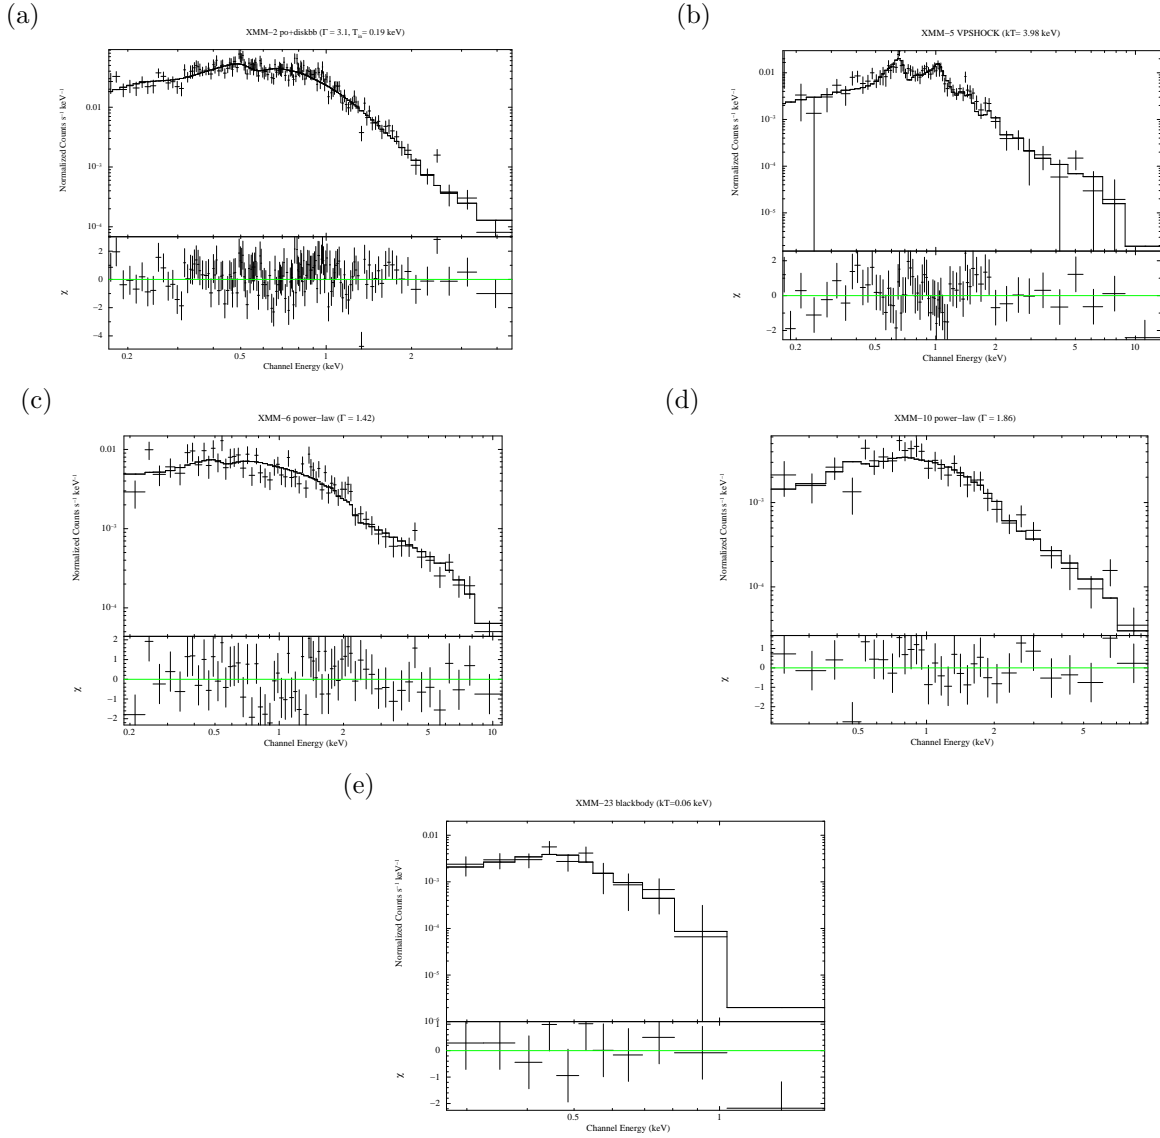 (a)
XMM−2 po+diskbb (Γ = 3.1, T_in = 0.19 keV)
Normalized Counts s⁻¹ keV⁻¹
0.01
10⁻³
10⁻⁴
χ
2
0
−2
−4
0.2 0.5 1 2
Channel Energy (keV)
(b)
XMM−5 VPSHOCK (kT= 3.98 keV)
Normalized Counts s⁻¹ keV⁻¹
0.01
10⁻³
10⁻⁴
10⁻⁵
χ
2
0
−2
0.2 0.5 1 2 5 10
Channel Energy (keV)
(c)
XMM−6 power−law (Γ = 1.42)
Normalized Counts s⁻¹ keV⁻¹
0.01
10⁻³
10⁻⁴
χ
2
1
0
−1
−2
0.2 0.5 1 2 5 10
Channel Energy (keV)
(d)
XMM−10 power−law (Γ = 1.86)
Normalized Counts s⁻¹ keV⁻¹
10⁻³
10⁻⁴
χ
1
0
−1
−2
0.5 1 2 5
Channel Energy (keV)
(e)
XMM−23 blackbody (kT=0.06 keV)
Normalized Counts s⁻¹ keV⁻¹
0.01
10⁻³
10⁻⁴
10⁻⁵
χ
1
0
−1
−2
0.5 1
Channel Energy (keV)